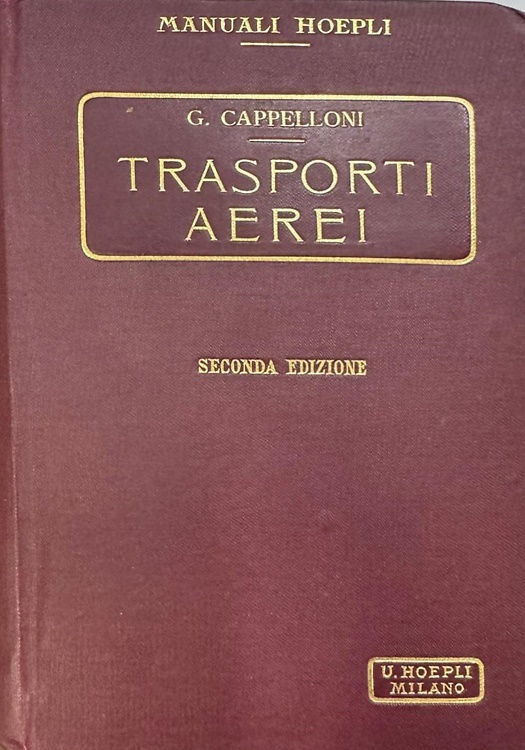 MANUALI HOEPLI
G. CAPPELLONI
TRASPORTI
AEREI
SECONDA EDIZIONE
U. HOEPLI
MILANO